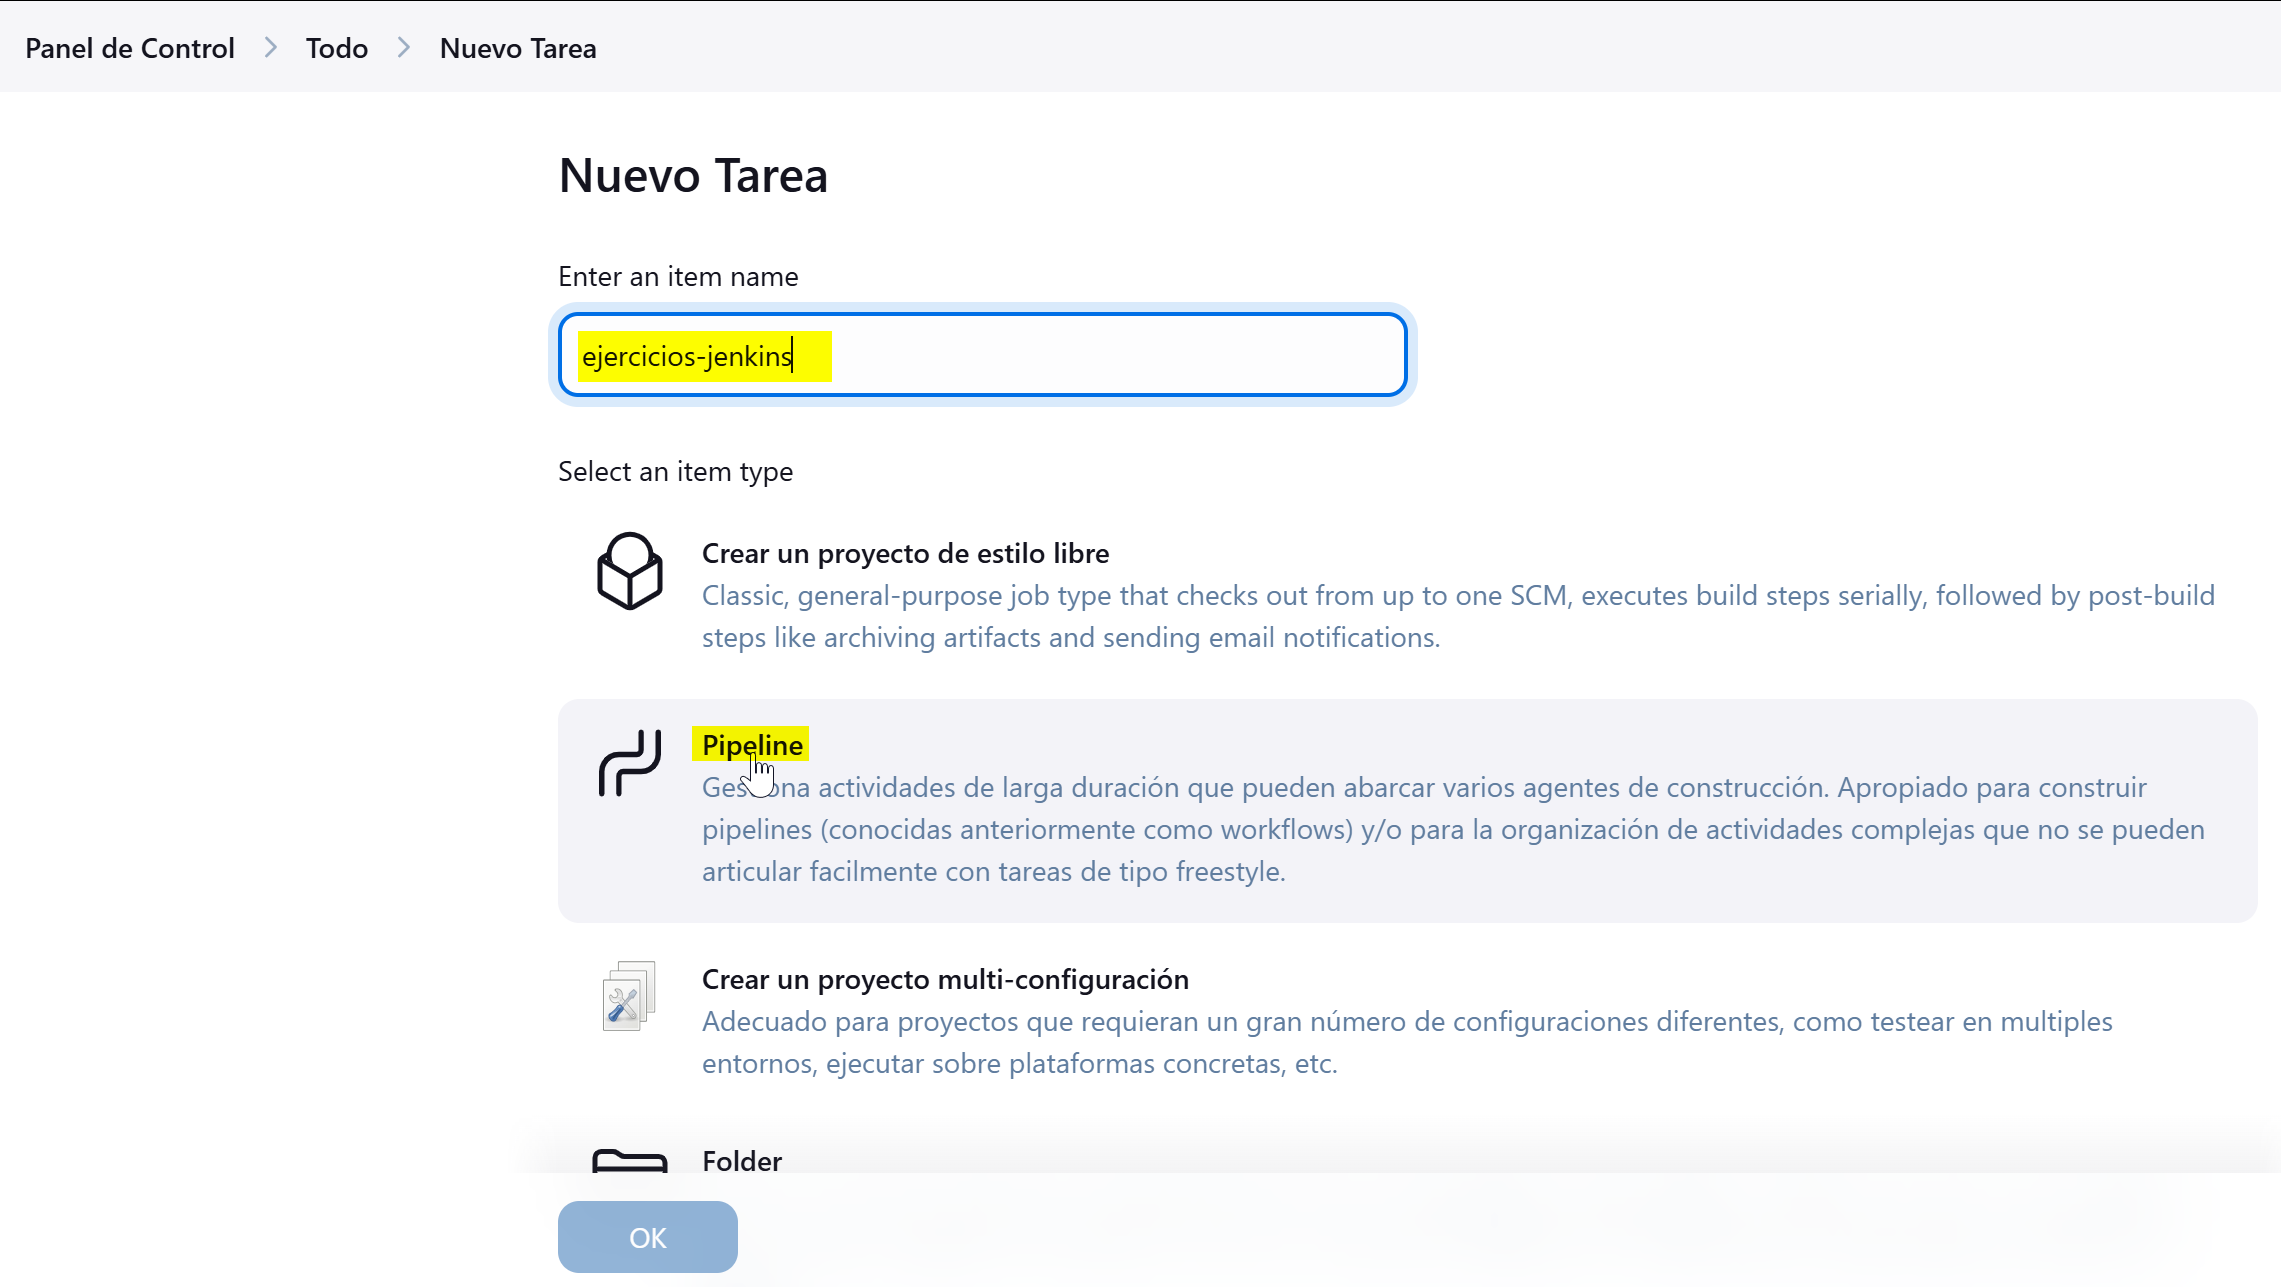 Panel de Control > Todo > Nuevo Tarea
Nuevo Tarea
Enter an item name
ejercicios-jenkins
Select an item type
Crear un proyecto de estilo libre
Classic, general-purpose job type that checks out from up to one SCM, executes build steps serially, followed by post-build
steps like archiving artifacts and sending email notifications.
Pipeline
Gestiona actividades de larga duración que pueden abarcar varios agentes de construcción. Apropiado para construir
pipelines (conocidas anteriormente como workflows) y/o para la organización de actividades complejas que no se pueden
articular facilmente con tareas de tipo freestyle.
Crear un proyecto multi-configuración
Adecuado para proyectos que requieran un gran número de configuraciones diferentes, como testear en multiples
entornos, ejecutar sobre plataformas concretas, etc.
Folder
OK